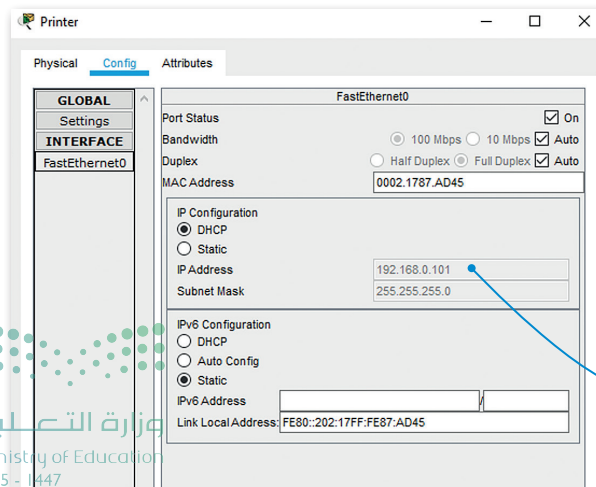 Printer
Physical Config Attributes
GLOBAL
Settings
INTERFACE
FastEthernet0
FastEthernet0
Port Status On
Bandwidth 100 Mbps 10 Mbps Auto
Duplex Half Duplex Full Duplex Auto
MAC Address 0002.1787.AD45
IP Configuration
DHCP
Static
IP Address 192.168.0.101
Subnet Mask 255.255.255.0
IPv6 Configuration
DHCP
Auto Config
Static
IPv6 Address /
Link Local Address: FE80::202:17FF:FE87:AD45
وزارة
of Education
1447